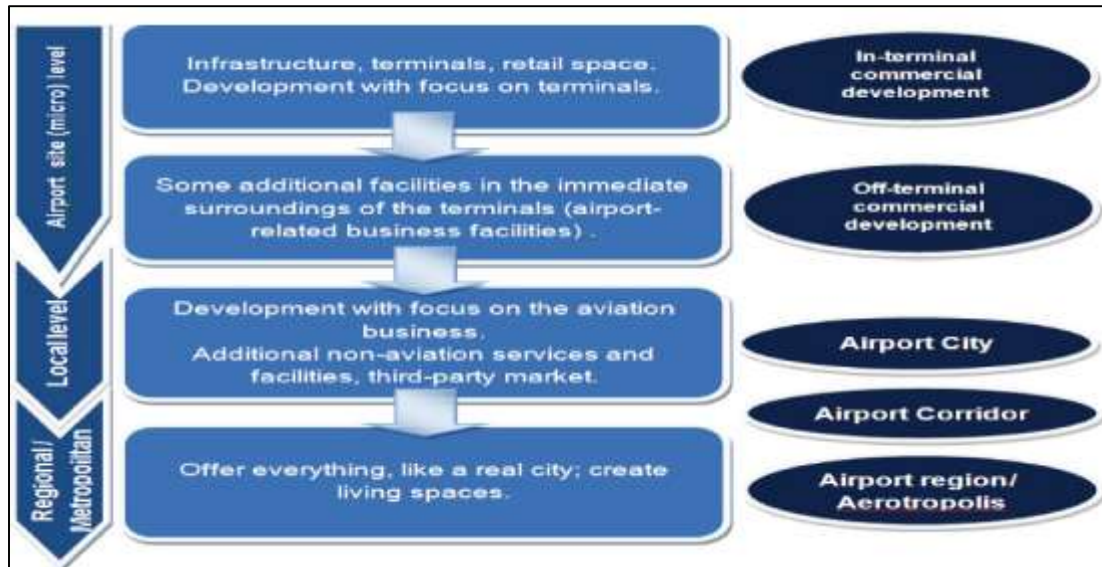 Airport site (micro) level
Infrastructure, terminals, retail space.
Development with focus on terminals.
In-terminal
commercial
development
Some additional facilities in the immediate
surroundings of the terminals (airport-
related business facilities) .
Off-terminal
commercial
development
Local level
Development with focus on the aviation
business.
Additional non-aviation services and
facilities, third-party market.
Airport City
Airport Corridor
Regional /
Metropolitan
Offer everything, like a real city; create
living spaces.
Airport region/
Aerotropolis